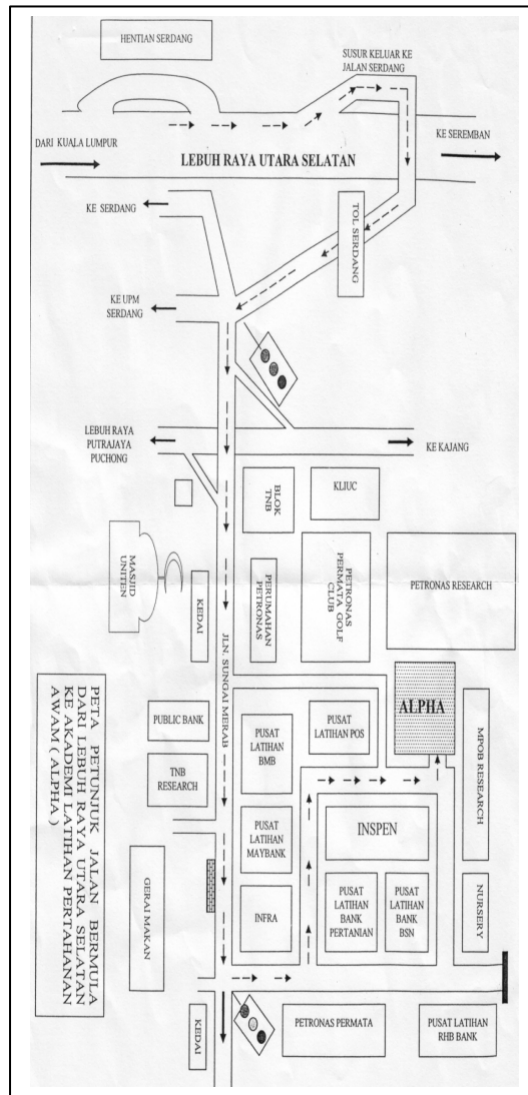 HENTIAN SERDANG
SUSUR KELUAR KE
JALAN SERDANG
DARI KUALA LUMPUR
LEBUH RAYA UTARA SELATAN
KE SEREMBAN
KE SERDANG
TOL SERDANG
KE UPM
SERDANG
LEBUH RAYA
PUTRAJAYA
PUCHONG
KE KAJANG
BLOK
TNB
KLIUC
MASJID
UNITEN
KEDAI
PERUMAHAN
PETRONAS
PETRONAS
PERMATA GOLF
CLUB
PETRONAS RESEARCH
JLN. SUNGAI MERAB
PUBLIC BANK
PUSAT
LATIHAN
BMB
PUSAT
LATIHAN POS
ALPHA
MPOB RESEARCH
TNB
RESEARCH
PUSAT
LATIHAN
MAYBANK
INSPEN
GERAI MAKAN
INFRA
PUSAT
LATIHAN
BANK
PERTANIAN
PUSAT
LATIHAN
BANK
BSN
NURSERY
KEDAI
PETRONAS PERMATA
PUSAT LATIHAN
RHB BANK
PETA PETUNJUK JALAN BERMULA
DARI LEBUH RAYA UTARA SELATAN
KE AKADEMI LATIHAN PERTAHANAN
AWAM ( ALPHA )